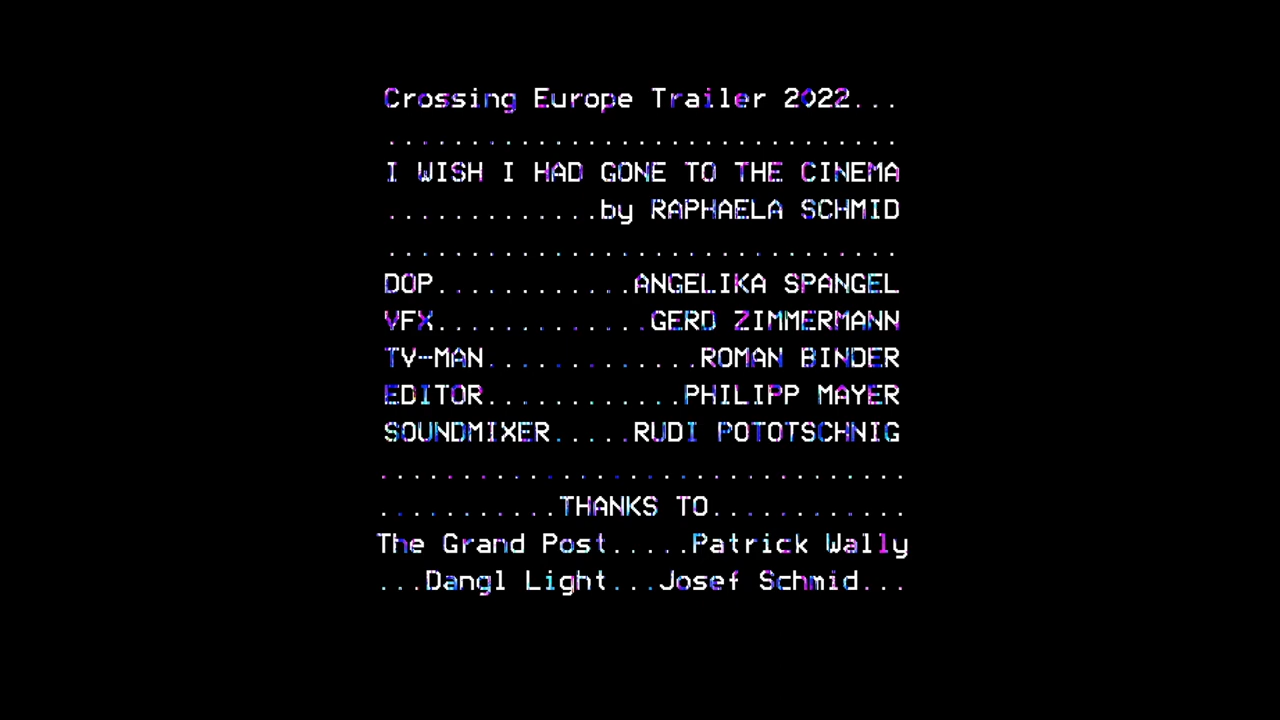 Crossing Europe Trailer 2022...
...............................
I WISH I HAD GONE TO THE CINEMA
.............by RAPHAELA SCHMID
...............................
DOP............ANGELIKA SPANGEL
VFX.............GERD ZIMMERMANN
TV-MAN.............ROMAN BINDER
EDITOR............PHILIPP MAYER
SOUNDMIXER.....RUDI POTOTSCHNIG
................................
...........THANKS TO............
The Grand Post.....Patrick Wally
...Dangl Light...Josef Schmid...